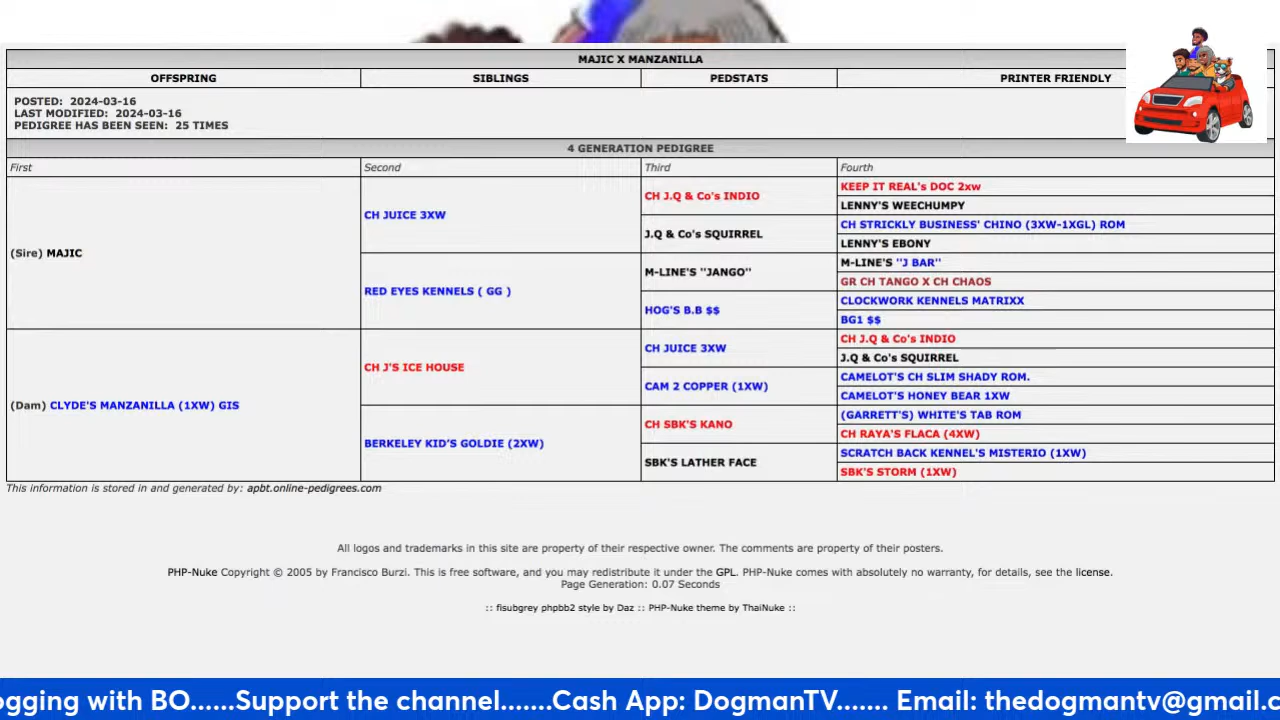 MAJIC X MANZANILLA
OFFSPRING SIBLINGS PEDSTATS PRINTER FRIENDLY
POSTED: 2024-03-16
LAST MODIFIED: 2024-03-16
PEDIGREE HAS BEEN SEEN: 25 TIMES
4 GENERATION PEDIGREE
First Second Third Fourth
(Sire) MAJIC
CH JUICE 3XW
RED EYES KENNELS ( GG )
CH J.Q & Co's INDIO
J.Q & Co's SQUIRREL
M-LINE'S "JANGO"
HOG'S B.B $$
KEEP IT REAL's DOC 2xw
LENNY'S WEECHUMPY
CH STRICKLY BUSINESS' CHINO (3XW-1XGL) ROM
LENNY'S EBONY
M-LINE'S "J BAR"
GR CH TANGO X CH CHAOS
CLOCKWORK KENNELS MATRIXX
BG1 $$
(Dam) CLYDE'S MANZANILLA (1XW) GIS
CH J'S ICE HOUSE
BERKELEY KID'S GOLDIE (2XW)
CH JUICE 3XW
CAM 2 COPPER (1XW)
CH SBK'S KANO
SBK'S LATHER FACE
CH J.Q & Co's INDIO
J.Q & Co's SQUIRREL
CAMELOT'S CH SLIM SHADY ROM.
CAMELOT'S HONEY BEAR 1XW
(GARRETT'S) WHITE'S TAB ROM
CH RAYA'S FLACA (4XW)
SCRATCH BACK KENNEL'S MISTERIO (1XW)
SBK'S STORM (1XW)
This information is stored in and generated by: apbt.online-pedigrees.com
All logos and trademarks in this site are property of their respective owner. The comments are property of their posters.
PHP-Nuke Copyright © 2005 by Francisco Burzi. This is free software, and you may redistribute it under the GPL. PHP-Nuke comes with absolutely no warranty, for details, see the license.
Page Generation: 0.07 Seconds
:: fisubgrey phpbb2 style by Daz :: PHP-Nuke theme by ThaiNuke ::
ogging with BO......Support the channel.......Cash App: DogmanTV....... Email: thedogmantv@gmail.c